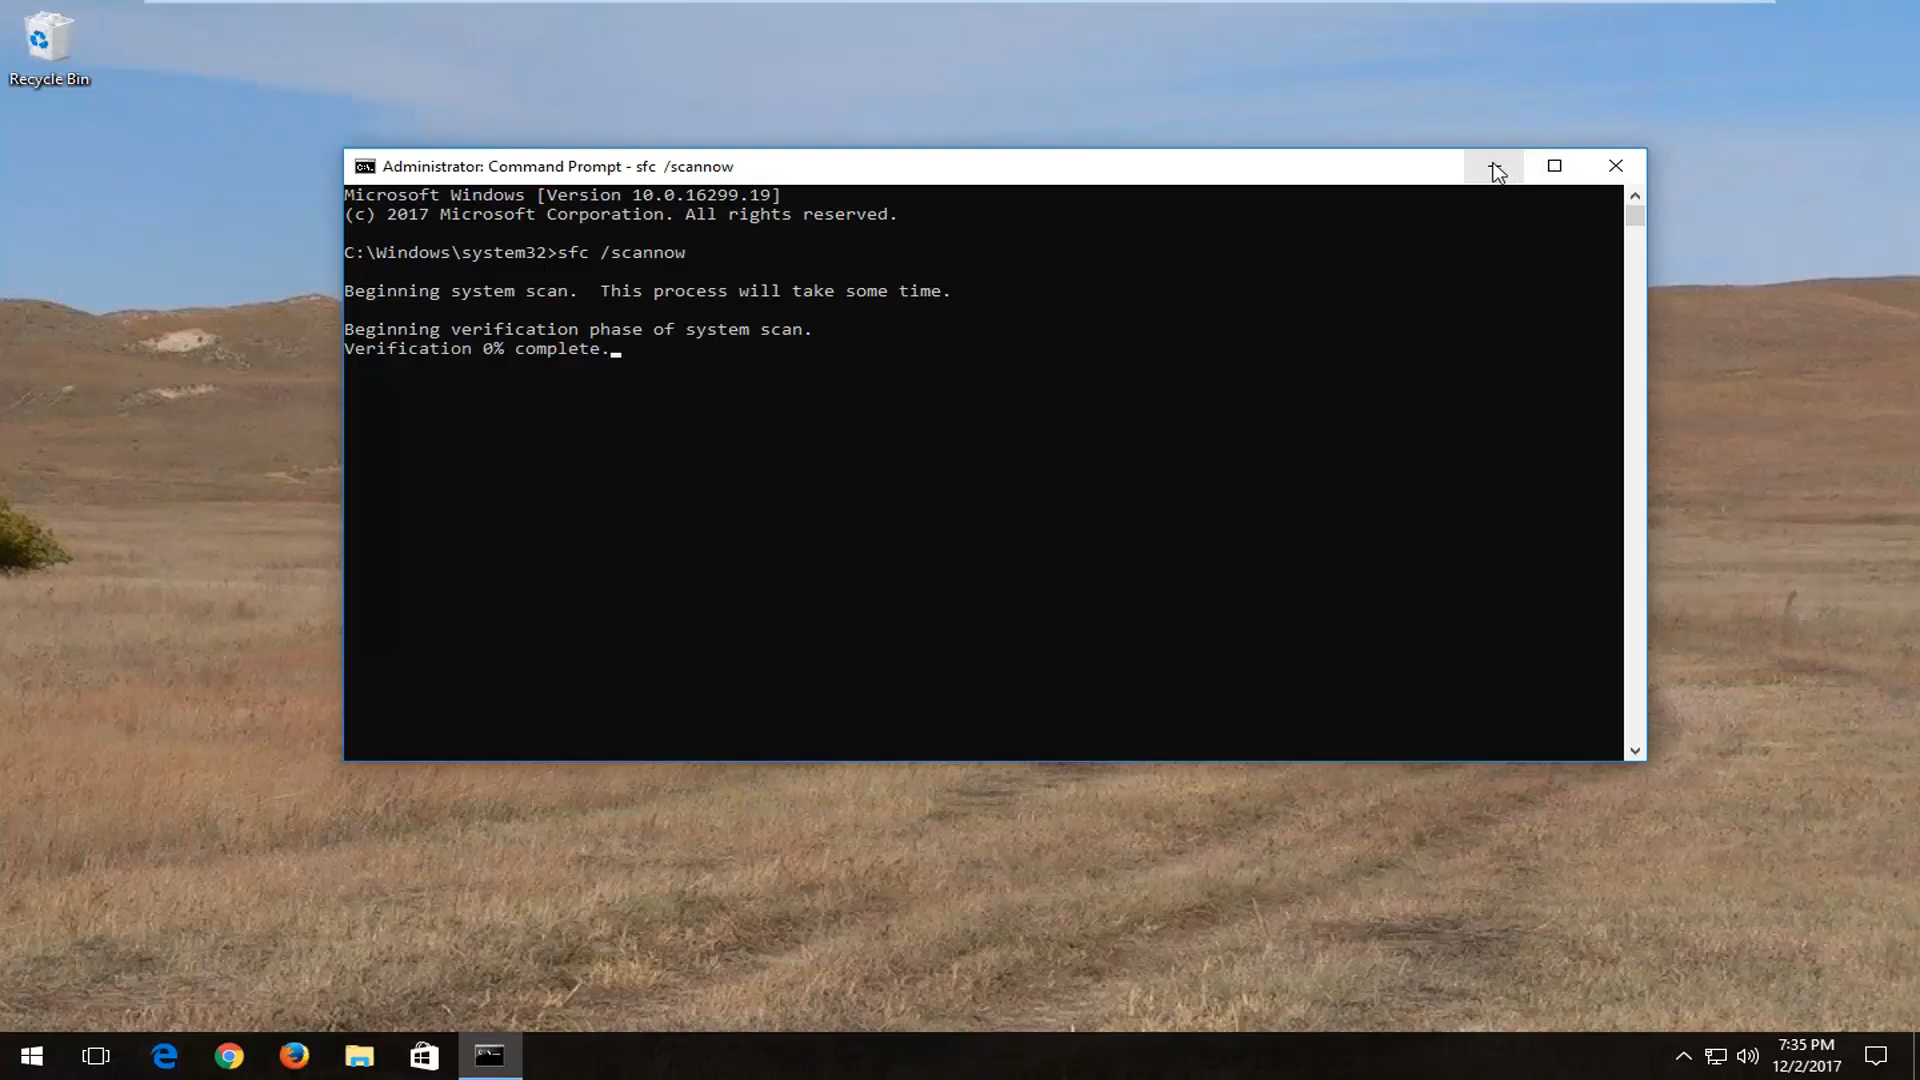 Recycle Bin
Administrator: Command Prompt - sfc  /scannow
Microsoft Windows [Version 10.0.16299.19]
(c) 2017 Microsoft Corporation. All rights reserved.
C:\Windows\system32>sfc /scannow
Beginning system scan.  This process will take some time.
Beginning verification phase of system scan.
Verification 0% complete.
7:35 PM
12/2/2017